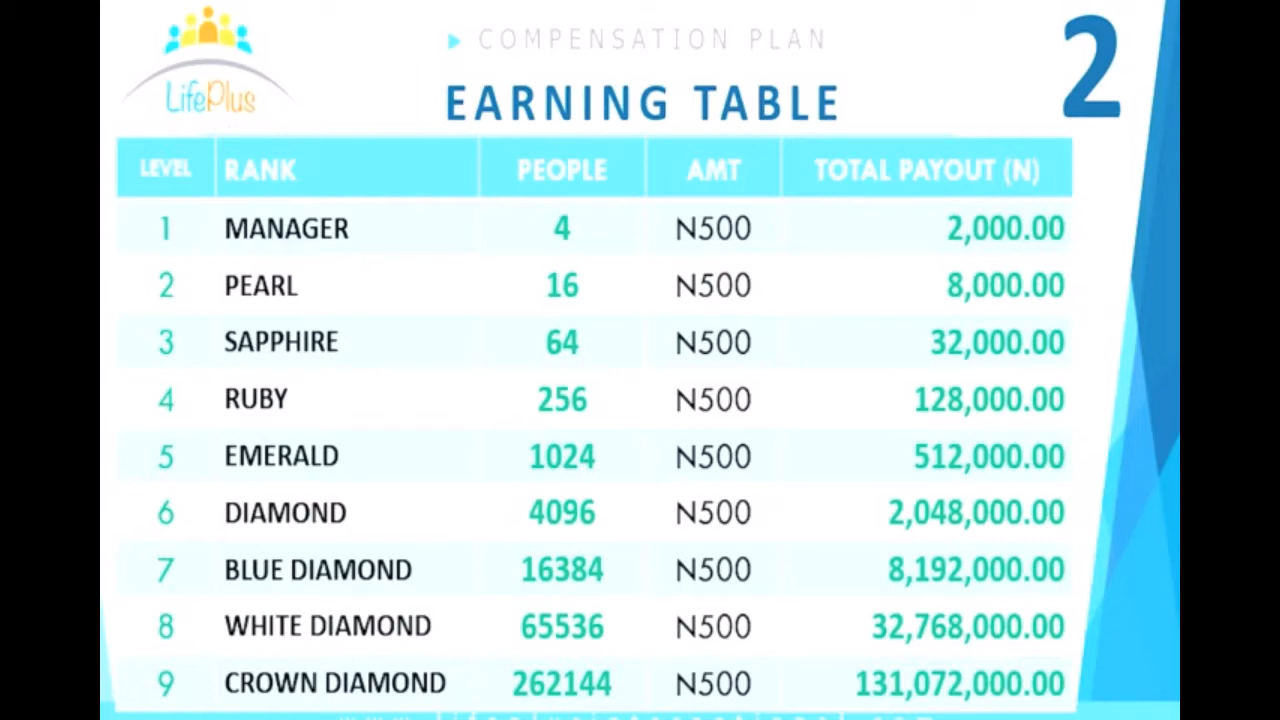 LifePlus
COMPENSATION PLAN
EARNING TABLE
2
LEVEL RANK PEOPLE AMT TOTAL PAYOUT (N)
1 MANAGER 4 N500 2,000.00
2 PEARL 16 N500 8,000.00
3 SAPPHIRE 64 N500 32,000.00
4 RUBY 256 N500 128,000.00
5 EMERALD 1024 N500 512,000.00
6 DIAMOND 4096 N500 2,048,000.00
7 BLUE DIAMOND 16384 N500 8,192,000.00
8 WHITE DIAMOND 65536 N500 32,768,000.00
9 CROWN DIAMOND 262144 N500 131,072,000.00